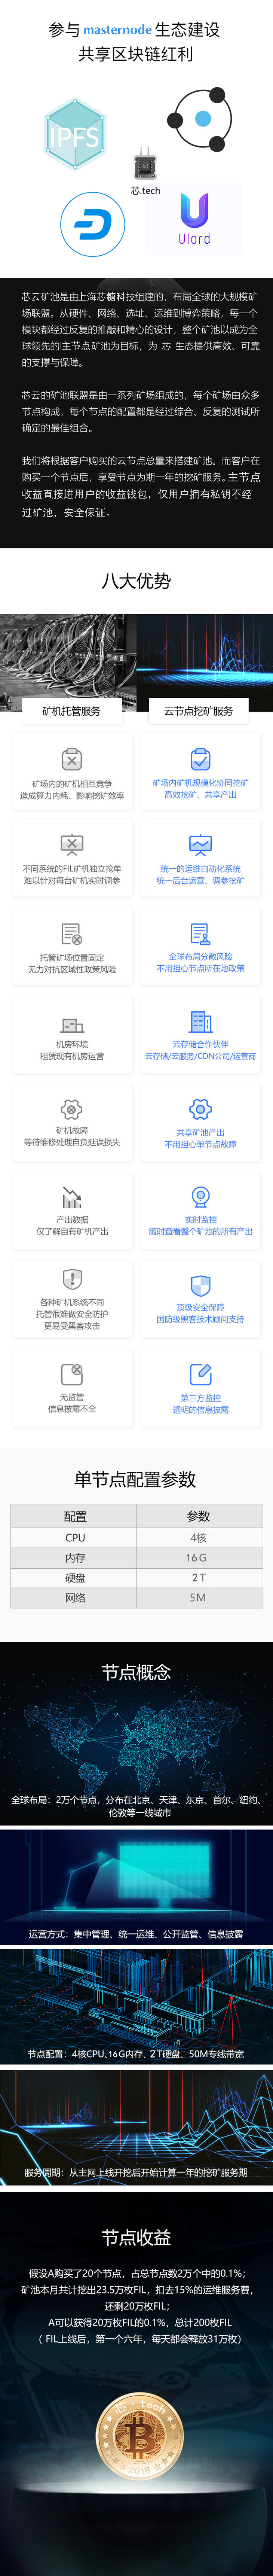 参与 masternode 生态建设
共享区块链红利
IPFS
芯.tech
Ulord
芯云矿池是由上海芯糖科技组建的，布局全球的大规模矿
场联盟。从硬件、网络、选址、运维到博弈策略，每一个
模块都经过反复的推敲和精心的设计，整个矿池以成为全
球领先的 主节点 矿池为目标，为 芯 生态提供高效、可靠
的支撑与保障。
芯云的矿池联盟是由一系列矿场组成的，每个矿场由众多
节点构成，每个节点的配置都是经过综合、反复的测试所
确定的最佳组合。
我们将根据客户购买的云节点总量来搭建矿池。而客户在
购买一个节点后，享受节点为期一年的挖矿服务。主节点
收益直接进用户的收益钱包，仅用户拥有私钥不经
过矿池，安全保证。
八大优势
矿机托管服务
云节点挖矿服务
矿场内的矿机相互竞争
造成算力内耗、影响挖矿效率
矿场内矿机规模化协同挖矿
高效挖矿、共享产出
不同系统的FIL矿机独立抢单
难以针对每台矿机实时调参
统一的运维自动化系统
统一后台运营、调参挖矿
托管矿场位置固定
无力对抗区域性政策风险
全球布局分散风险
不用担心节点所在地政策
机房环境
租赁现有机房运营
云存储合作伙伴
云存储/云服务/CDN公司/运营商
矿机故障
等待维修处理自负延误损失
共享矿池产出
不用担心单节点故障
产出数据
仅了解自有矿机产出
实时监控
随时查看整个矿池的所有产出
各种矿机系统不同
托管很难做安全防护
更易受黑客攻击
顶级安全保障
国防级黑客技术顾问支持
无监管
信息披露不全
第三方监控
透明的信息披露
单节点配置参数
配置 参数
CPU 4核
内存 16 G
硬盘 2 T
网络 5 M
节点概念
全球布局：2万个节点，分布在北京、天津、东京、首尔、纽约、
伦敦等一线城市
运营方式：集中管理、统一运维、公开监管、信息披露
节点配置：4核CPU、16G内存、2T硬盘、50M专线带宽
服务周期：从主网上线开挖后开始计算一年的挖矿服务期
节点收益
假设A购买了20个节点，占总节点数2万个中的0.1%；
矿池本月共计挖出23.5万枚FIL，扣去15%的运维服务费，
还剩20万枚FIL；
A可以获得20万枚FIL的0.1%，总计200枚FIL
（ FIL上线后，第一个六年，每天都会释放31万枚）
芯·tech
2018